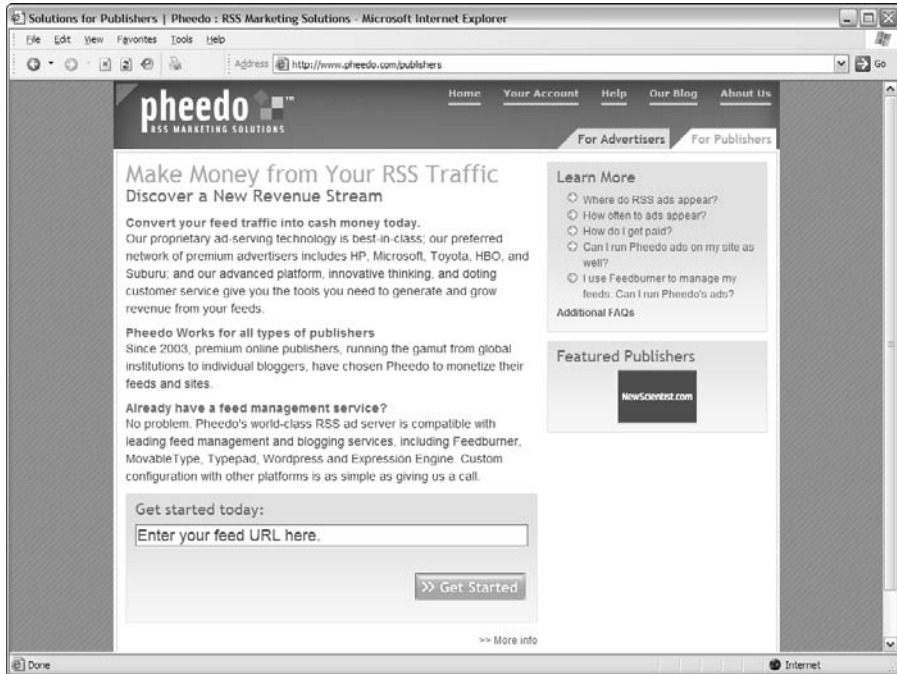 Solutions for Publishers | Pheedo : RSS Marketing Solutions - Microsoft Internet Explorer
File Edit View Favorites Tools Help
Address http://www.pheedo.com/publishers Go
Home Your Account Help Our Blog About Us
pheedo ™
RSS MARKETING SOLUTIONS
For Advertisers For Publishers
Make Money from Your RSS Traffic
Discover a New Revenue Stream
Convert your feed traffic into cash money today.
Our proprietary ad-serving technology is best-in-class; our preferred
network of premium advertisers includes HP, Microsoft, Toyota, HBO, and
Suburu; and our advanced platform, innovative thinking, and doting
customer service give you the tools you need to generate and grow
revenue from your feeds.
Pheedo Works for all types of publishers
Since 2003, premium online publishers, running the gamut from global
institutions to individual bloggers, have chosen Pheedo to monetize their
feeds and sites.
Already have a feed management service?
No problem. Pheedo's world-class RSS ad server is compatible with
leading feed management and blogging services, including Feedburner,
MovableType, Typepad, Wordpress and Expression Engine. Custom
configuration with other platforms is as simple as giving us a call.
Get started today:
Enter your feed URL here.
>> Get Started
>> More info
Learn More
Where do RSS ads appear?
How often to ads appear?
How do I get paid?
Can I run Pheedo ads on my site as
well?
I use Feedburner to manage my
feeds. Can I run Pheedo's ads?
Additional FAQs
Featured Publishers
NewScientist.com
Done Internet